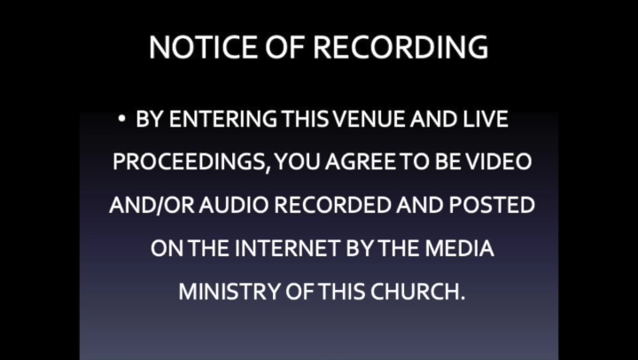 NOTICE OF RECORDING
• BY ENTERING THIS VENUE AND LIVE
PROCEEDINGS, YOU AGREE TO BE VIDEO
AND/OR AUDIO RECORDED AND POSTED
ON THE INTERNET BY THE MEDIA
MINISTRY OF THIS CHURCH.